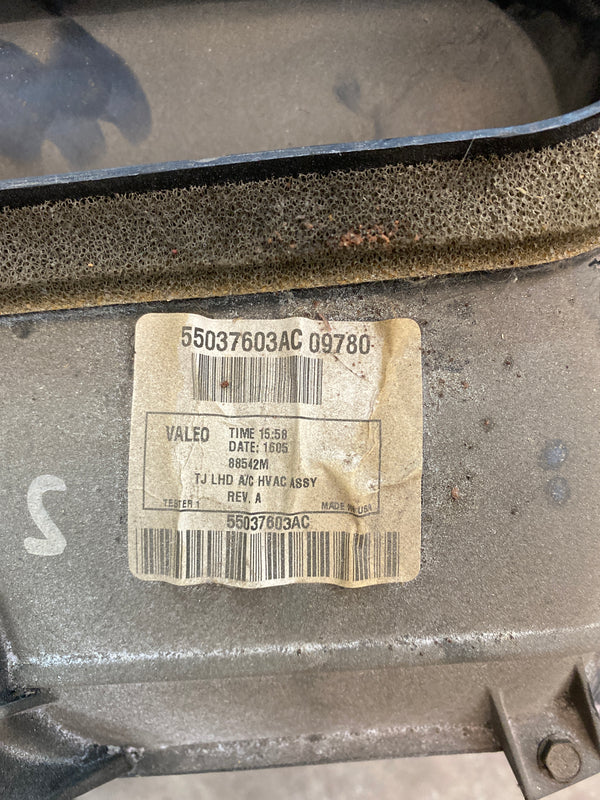 55037603AC 09780
VALEO TIME 15:58
DATE: 1605
88542M
TJ LHD A/C HVAC ASSY
REV. A
TESTER 1 MADE IN USA
55037603AC
2